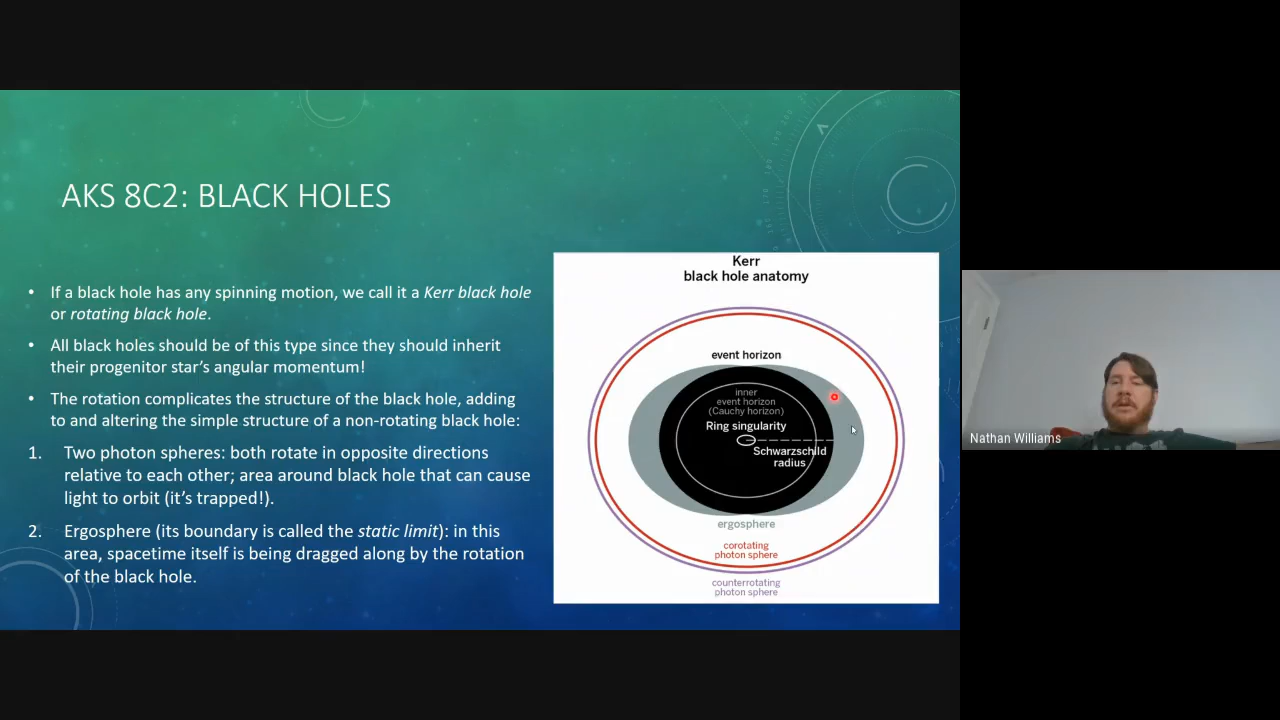 AKS 8C2: BLACK HOLES
• If a black hole has any spinning motion, we call it a Kerr black hole
or rotating black hole.
• All black holes should be of this type since they should inherit
their progenitor star's angular momentum!
• The rotation complicates the structure of the black hole, adding
to and altering the simple structure of a non-rotating black hole:
1. Two photon spheres: both rotate in opposite directions
relative to each other; area around black hole that can cause
light to orbit (it's trapped!).
2. Ergosphere (its boundary is called the static limit): in this
area, spacetime itself is being dragged along by the rotation
of the black hole.
Kerr
black hole anatomy
event horizon
inner
event horizon
(Cauchy horizon)
Ring singularity
Schwarzschild
radius
ergosphere
corotating
photon sphere
counterrotating
photon sphere
Nathan Williams